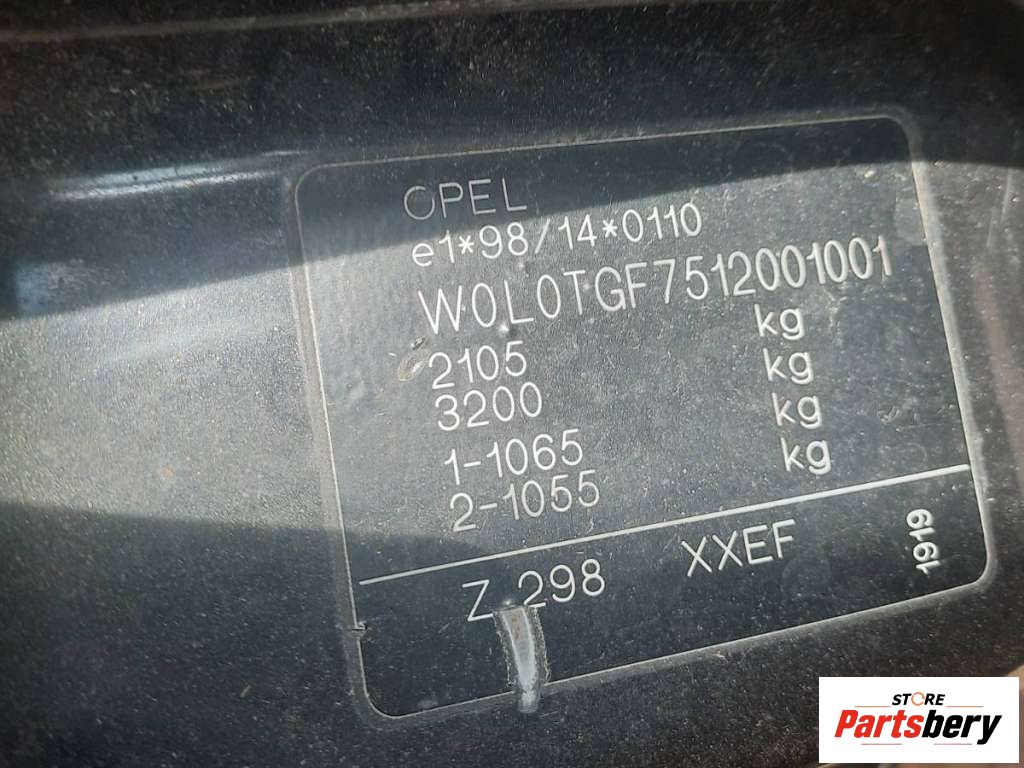 OPEL
e1*98/14*0110
W0L0TGF7512001001
2105 kg
3200 kg
1-1065 kg
2-1055 kg
Z 298 XXEF
1919
STORE
Partsbery